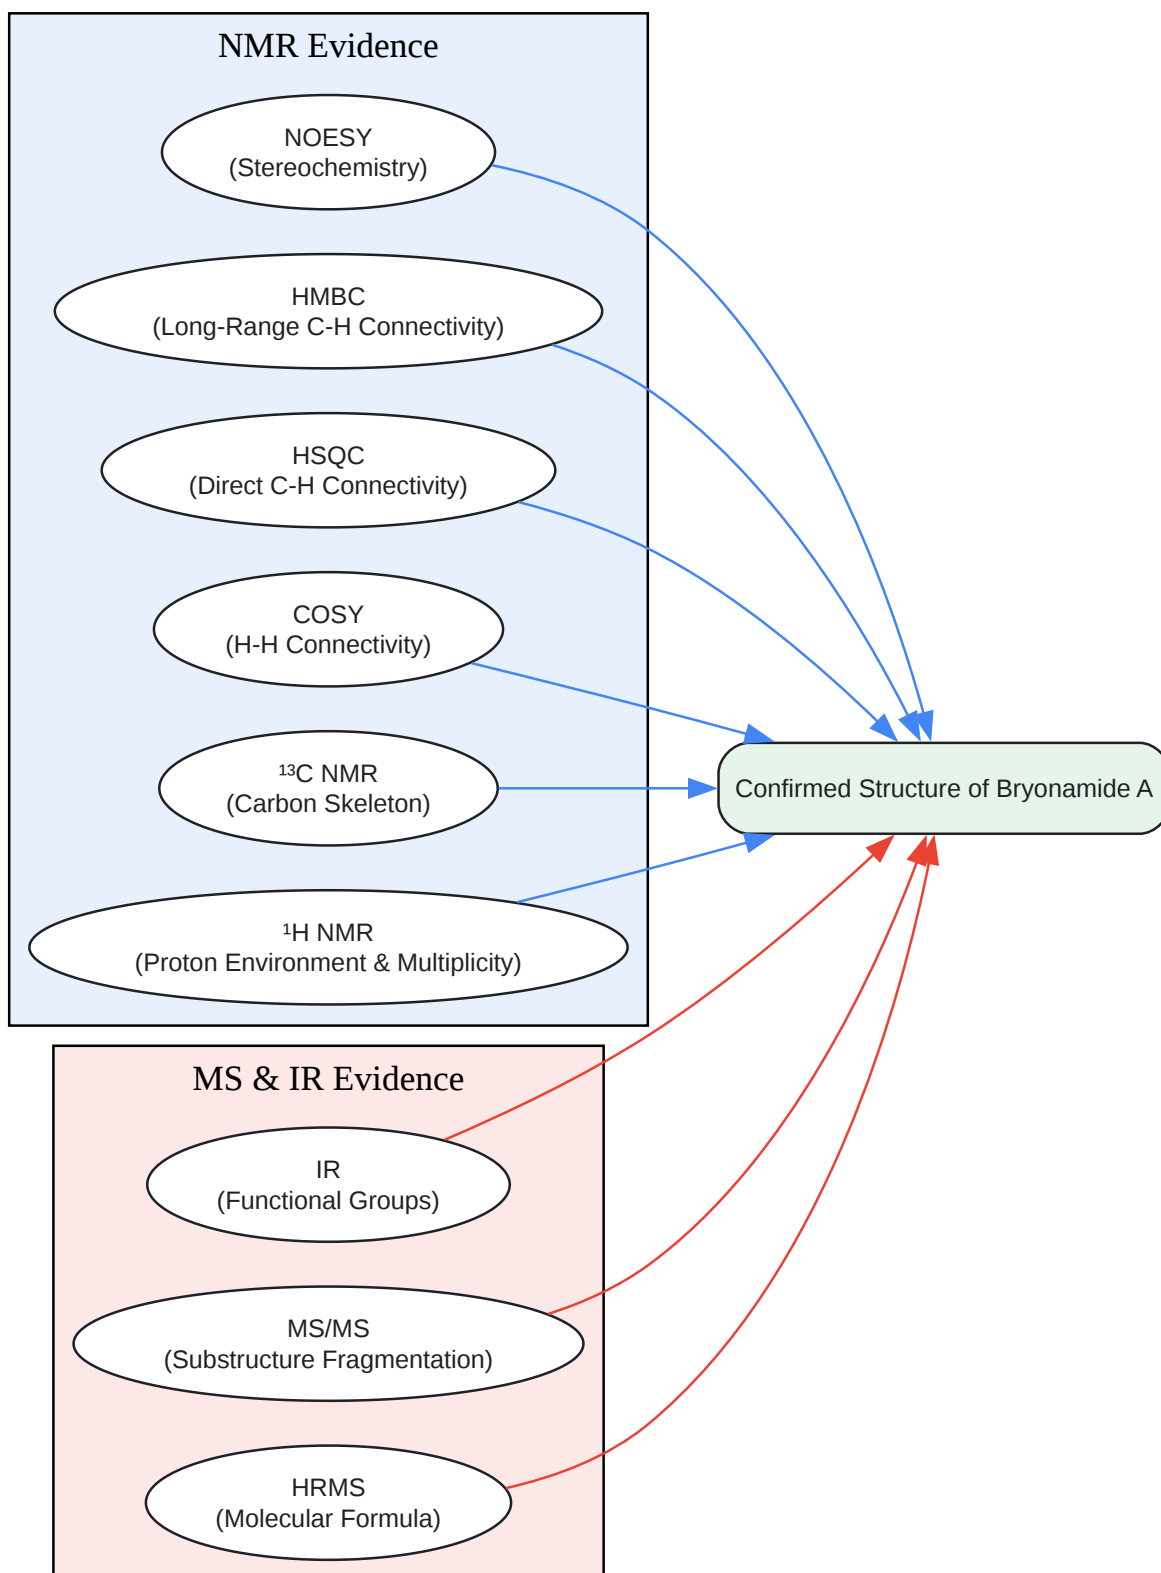 NMR Evidence
NOESY
(Stereochemistry)
HMBC
(Long-Range C-H Connectivity)
HSQC
(Direct C-H Connectivity)
COSY
(H-H Connectivity)
¹³C NMR
(Carbon Skeleton)
Confirmed Structure of Bryonamide A
¹H NMR
(Proton Environment & Multiplicity)
MS & IR Evidence
IR
(Functional Groups)
MS/MS
(Substructure Fragmentation)
HRMS
(Molecular Formula)